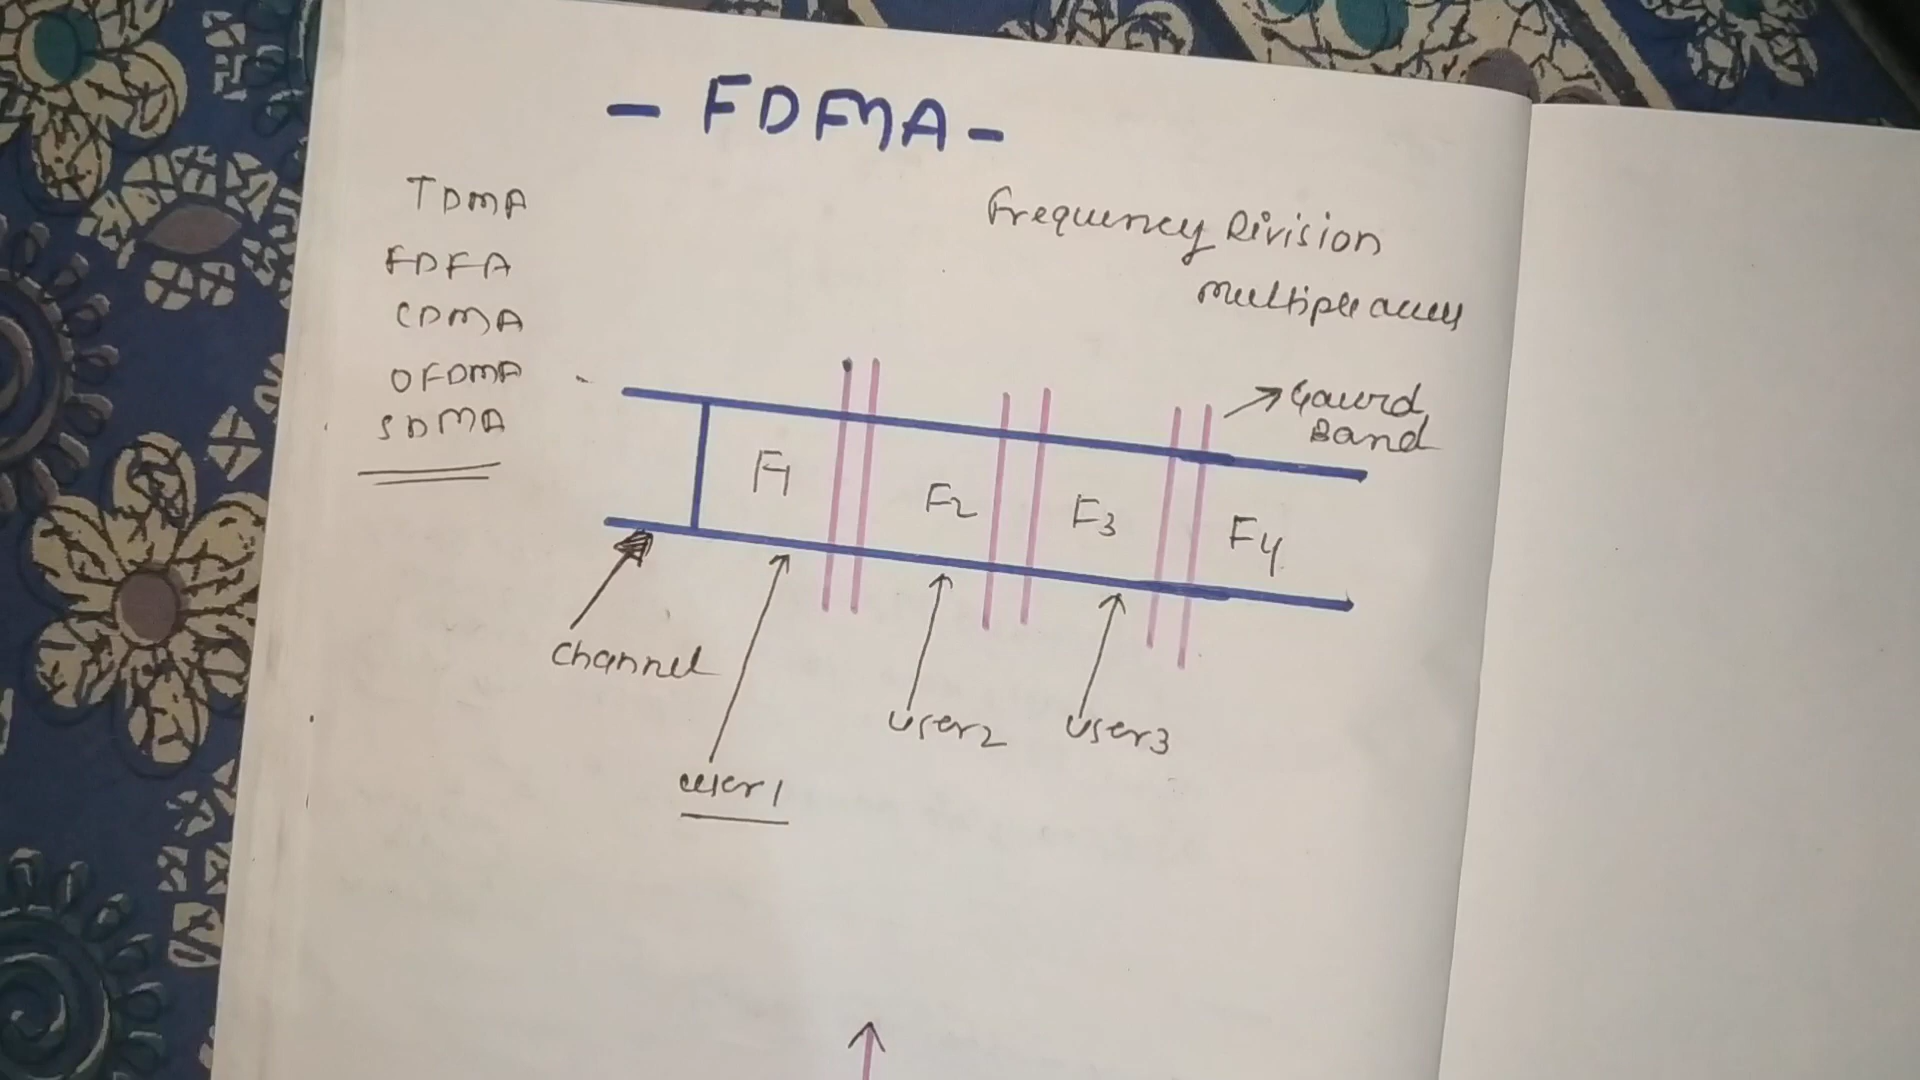 - FDFMA -
TDMA
FDFA
CDMA
OFDMA
SDMA
Frequency Division
multiple access
Gaurd
Band
F1
F2
F3
F4
channel
user1
user2
user3